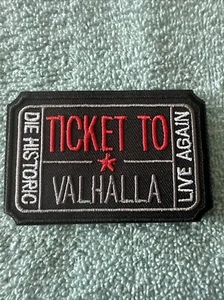 DIE HISTORIC
TICKET TO
VALHALLA
LIVE AGAIN